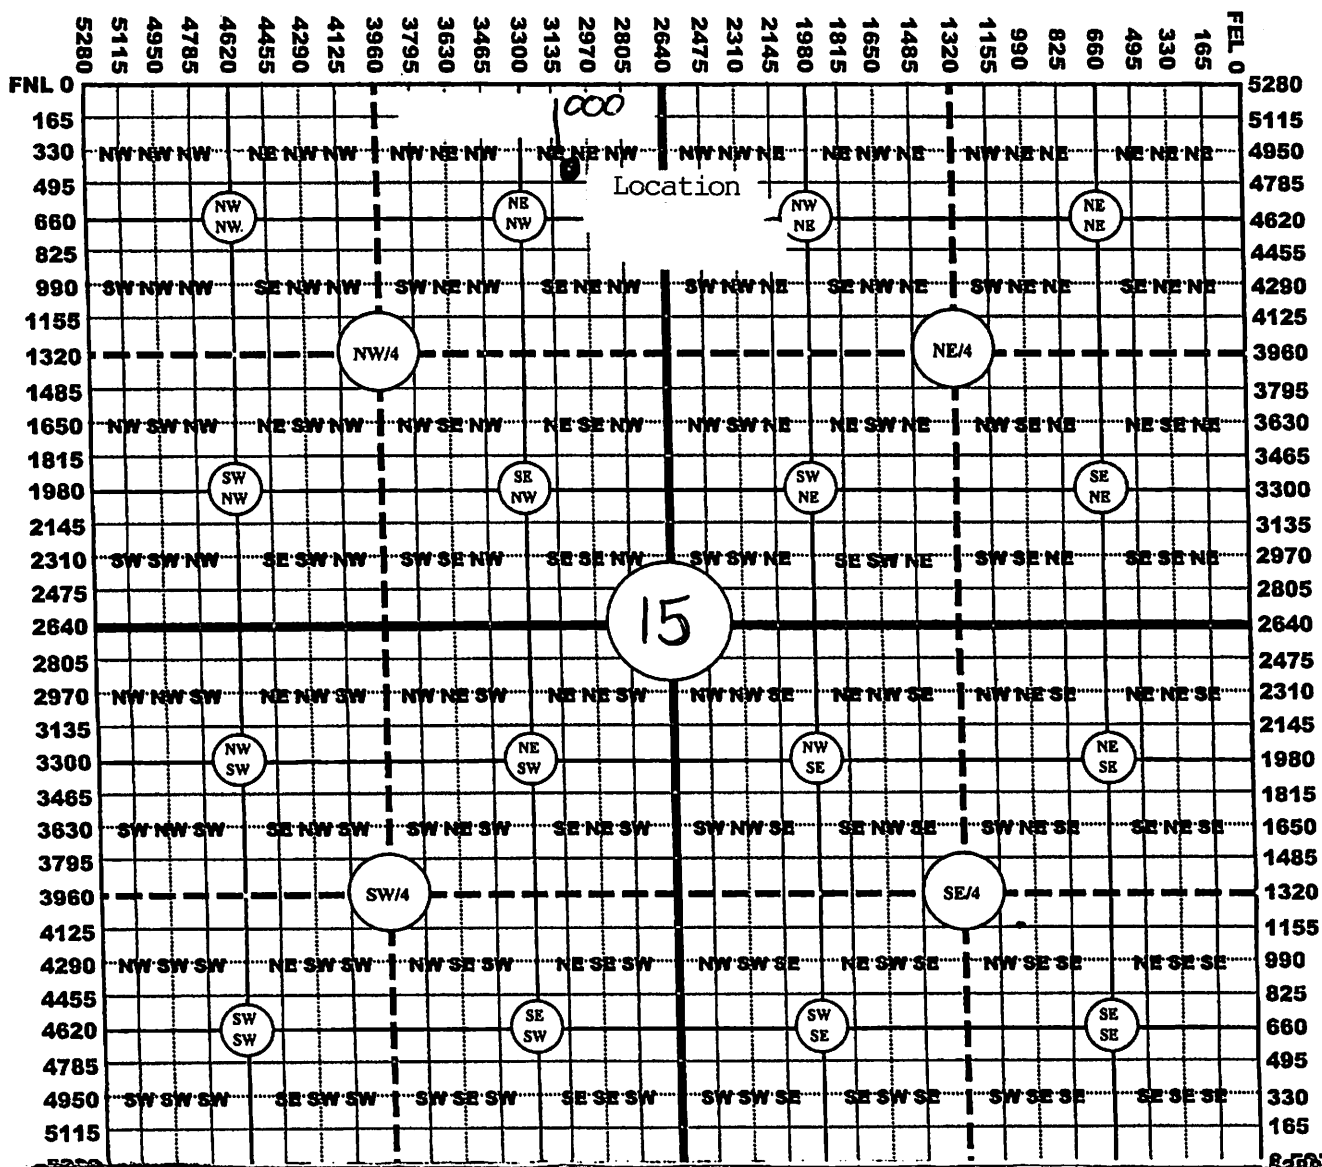 5280 5115 4950 4785 4620 4455 4290 4125 3960 3795 3630 3465 3300 3135 2970 2805 2640 2475 2310 2145 1980 1815 1650 1485 1320 1155 990 825 660 495 330 165 FEL 0
FNL 0 5280
000
165 5115
330 NW NW NW NE NW NW NW NE NW NE NE NW NW NW NE NE NW NE NW NE NE NE NE NE 4950
495 Location 4785
NW NE NW NE
660 NW. NW NE NE 4620
825 4455
990 SW NW NW SE NW NW SW NE NW SE NE NW SW NW NE SE NW NE SW NE NE SE NE NE 4290
1155 4125
1320 NW/4 NE/4 3960
1485 3795
1650 NW SW NW NE SW NW NW SE NW NE SE NW NW SW NE NE SW NE NW SE NE NE SE NE 3630
1815 3465
SW SE SW SE
1980 NW NW NE NE 3300
2145 3135
2310 SW SW NW SE SW NW SW SE NW SE SE NW SW SW NE SE SW NE SW SE NE SE SE NE 2970
2475 2805
2640 15 2640
2805 2475
2970 NW NW SW NE NW SW NW NE SW NE NE SW NW NW SE NE NW SE NW NE SE NE NE SE 2310
3135 2145
NW NE NW NE
3300 SW SW SE SE 1980
3465 1815
3630 SW NW SW SE NW SW SW NE SW SE NE SW SW NW SE SE NW SE SW NE SE SE NE SE 1650
3795 1485
3960 SW/4 SE/4 1320
4125 1155
4290 NW SW SW NE SW SW NW SE SW NE SE SW NW SW SE NE SW SE NW SE SE NE SE SE 990
4455 825
SW SE SW SE
4620 SW SW SE SE 660
4785 495
4950 SW SW SW SE SW SW SW SE SW SE SE SW SW SW SE SE SW SE SW SE SE SE SE SE 330
5115 165